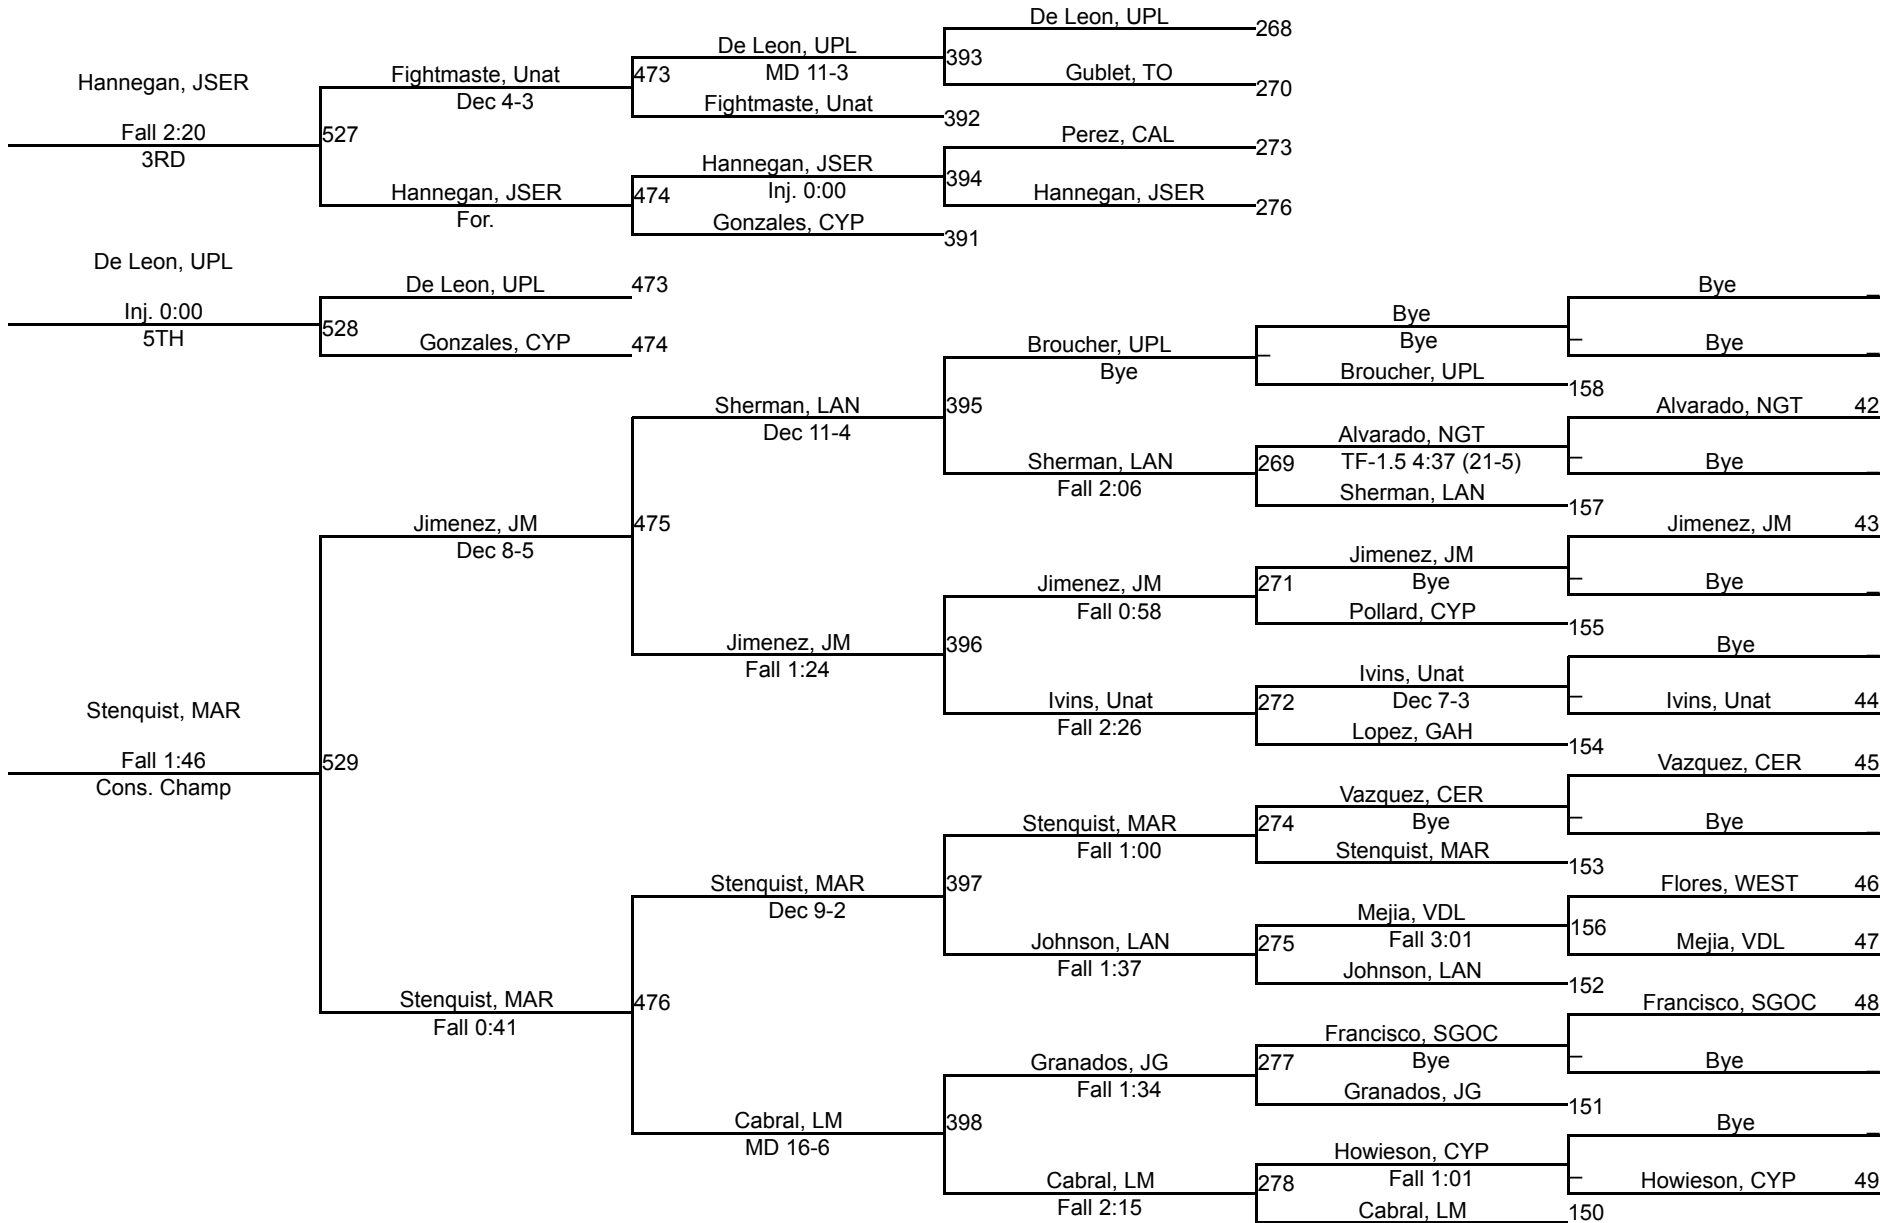 De Leon, UPL 268
De Leon, UPL 393
Fightmaste, Unat 473 MD 11-3 Gublet, TO
Hannegan, JSER Dec 4-3 270
Fightmaste, Unat 392
Fall 2:20 527 Perez, CAL 273
3RD Hannegan, JSER 394
Hannegan, JSER 474 Inj. 0:00 Hannegan, JSER 276
For. Gonzales, CYP 391
De Leon, UPL
De Leon, UPL 473 Bye _
Inj. 0:00 528 Bye
5TH Gonzales, CYP 474 Broucher, UPL _ Bye _ Bye _
Bye Broucher, UPL 158
Sherman, LAN 395 Alvarado, NGT 42
Dec 11-4 Alvarado, NGT _
Sherman, LAN 269 TF-1.5 4:37 (21-5) Bye _
Fall 2:06 Sherman, LAN 157
Jimenez, JM 475 Jimenez, JM 43
Dec 8-5 Jimenez, JM _
Jimenez, JM 271 Bye Bye _
Fall 0:58 Pollard, CYP 155
Jimenez, JM 396 Bye _
Fall 1:24 Ivins, Unat _
Ivins, Unat 272 Dec 7-3 Ivins, Unat 44
Stenquist, MAR Fall 2:26 Lopez, GAH 154
Fall 1:46 529 Vazquez, CER 45
Cons. Champ Vazquez, CER _
Stenquist, MAR 274 Bye Bye _
Fall 1:00 Stenquist, MAR 153
Stenquist, MAR 397 Flores, WEST 46
Dec 9-2 Mejia, VDL 156
Johnson, LAN 275 Fall 3:01 Mejia, VDL 47
Fall 1:37 Johnson, LAN 152
Stenquist, MAR 476 Francisco, SGOC 48
Fall 0:41 Francisco, SGOC _
Granados, JG 277 Bye Bye _
Fall 1:34 Granados, JG 151
Cabral, LM 398 Bye _
MD 16-6 Howieson, CYP _
Cabral, LM 278 Fall 1:01 Howieson, CYP 49
Fall 2:15 Cabral, LM 150